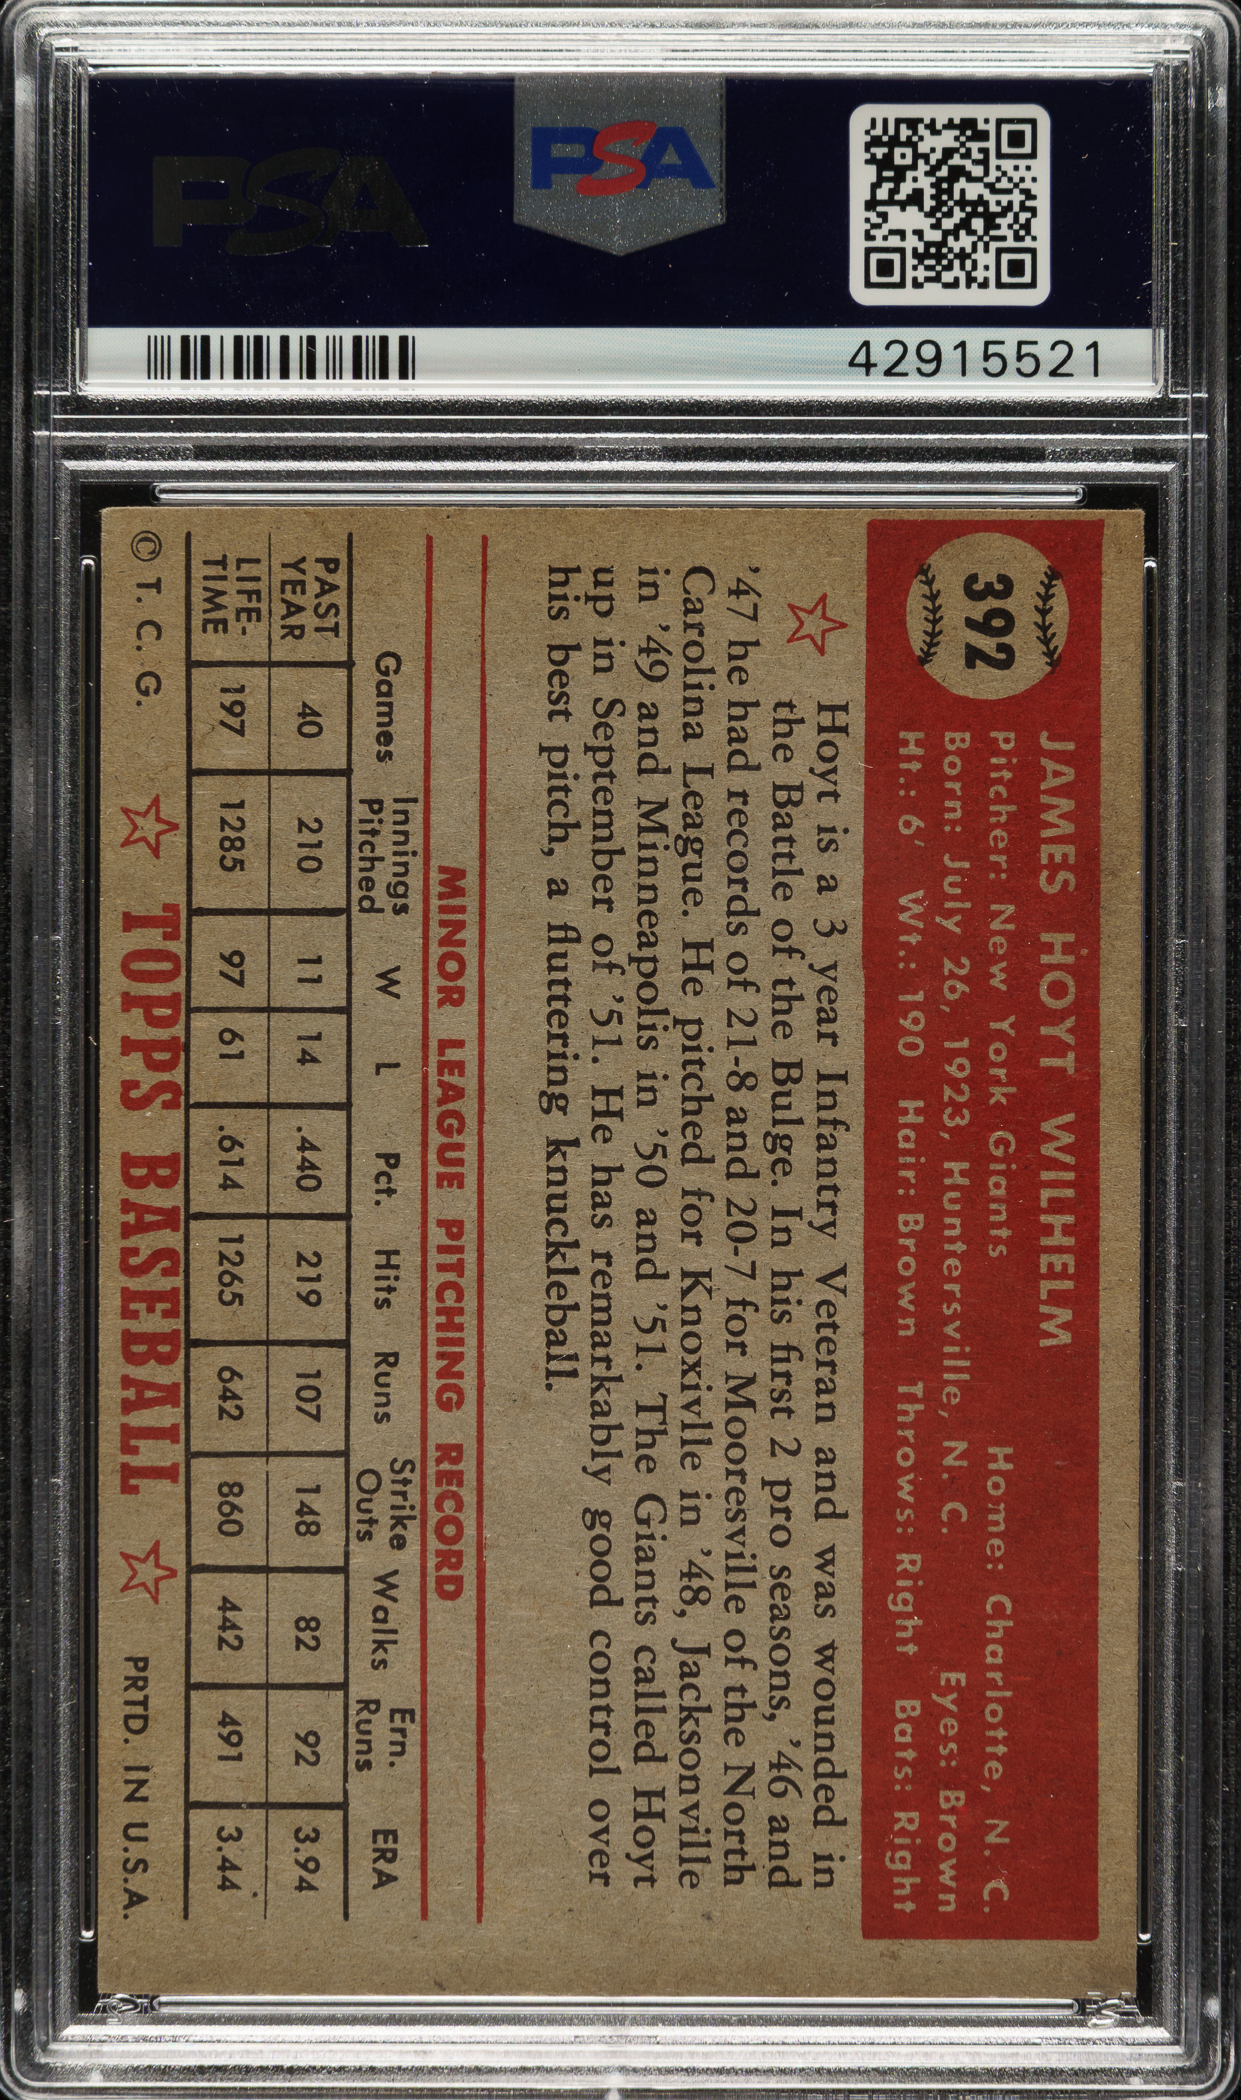 PSA
PSA
42915521
392
JAMES HOYT WILHELM
Pitcher: New York Giants Home: Charlotte, N. C.
Born: July 26, 1923, Huntersville, N. C. Eyes: Brown
Ht.: 6' Wt.: 190 Hair: Brown Throws: Right Bats: Right
Hoyt is a 3 year Infantry Veteran and was wounded in
the Battle of the Bulge. In his first 2 pro seasons, '46 and
'47 he had records of 21-8 and 20-7 for Mooresville of the North
Carolina League. He pitched for Knoxivlle in '48, Jacksonville
in '49 and Minneapolis in '50 and '51. The Giants called Hoyt
up in September of '51. He has remarkably good control over
his best pitch, a fluttering knuckleball.
MINOR LEAGUE PITCHING RECORD
Games Innings Pitched W L Pct. Hits Runs Strike Outs Walks Ern. Runs ERA
PAST YEAR 40 210 11 14 .440 219 107 148 82 92 3.94
LIFE-TIME 197 1285 97 61 .614 1265 642 860 442 491 3.44
© T. C. G. TOPPS BASEBALL PRTD. IN U.S.A.